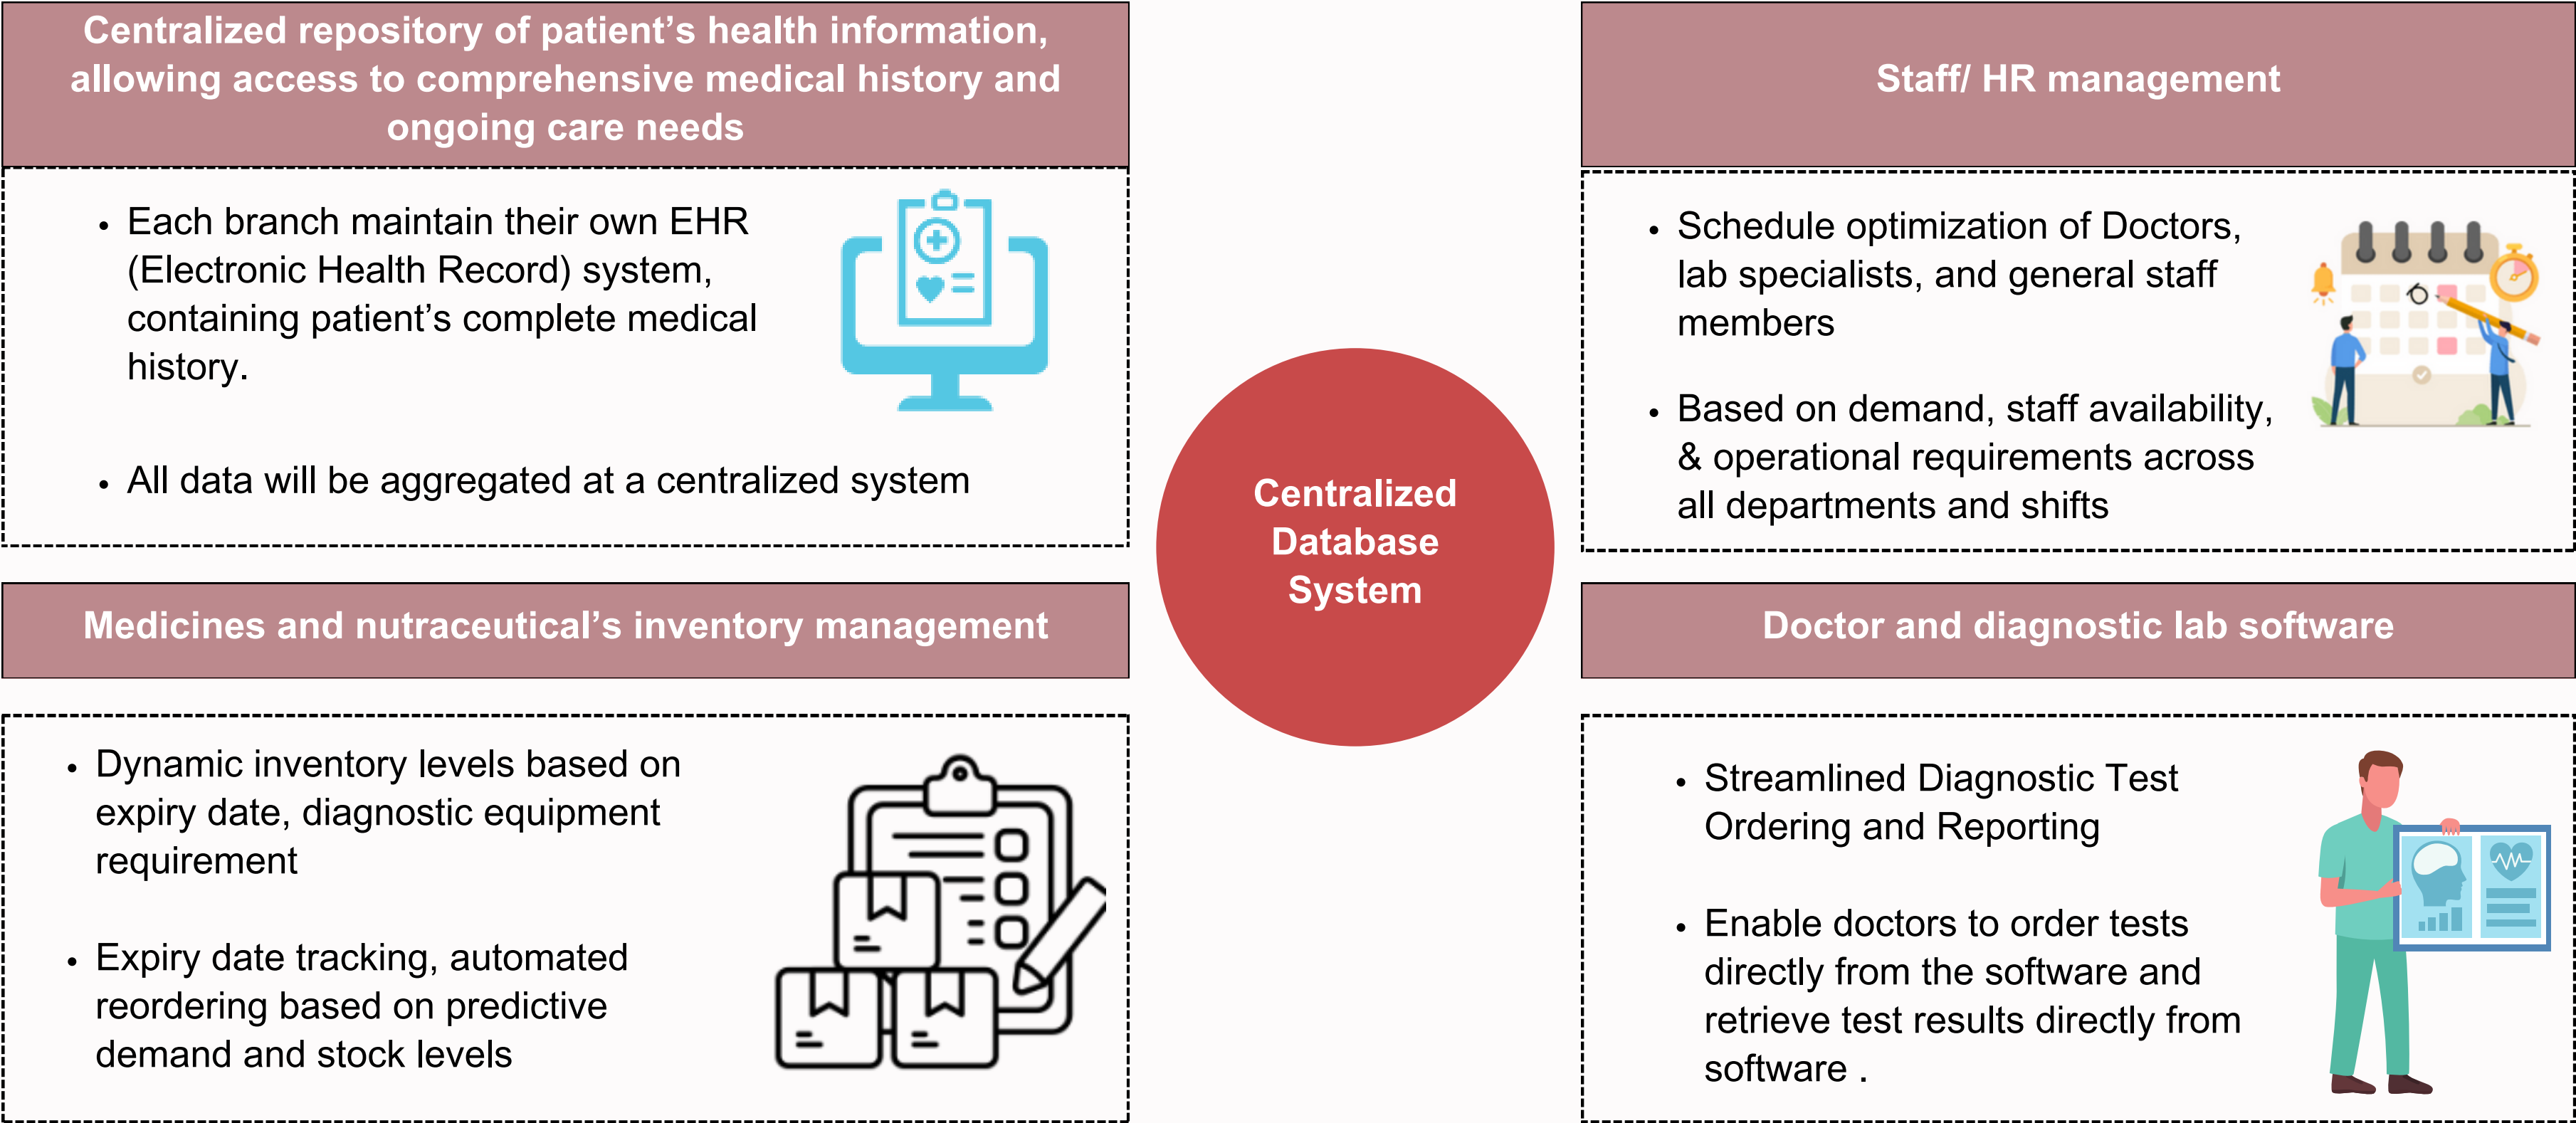 Centralized repository of patient’s health information,
allowing access to comprehensive medical history and
ongoing care needs
• Each branch maintain their own EHR
(Electronic Health Record) system,
containing patient’s complete medical
history.
• All data will be aggregated at a centralized system
Staff/ HR management
• Schedule optimization of Doctors,
lab specialists, and general staff
members
• Based on demand, staff availability,
& operational requirements across
all departments and shifts
Centralized
Database
System
Medicines and nutraceutical’s inventory management
• Dynamic inventory levels based on
expiry date, diagnostic equipment
requirement
• Expiry date tracking, automated
reordering based on predictive
demand and stock levels
Doctor and diagnostic lab software
• Streamlined Diagnostic Test
Ordering and Reporting
• Enable doctors to order tests
directly from the software and
retrieve test results directly from
software .